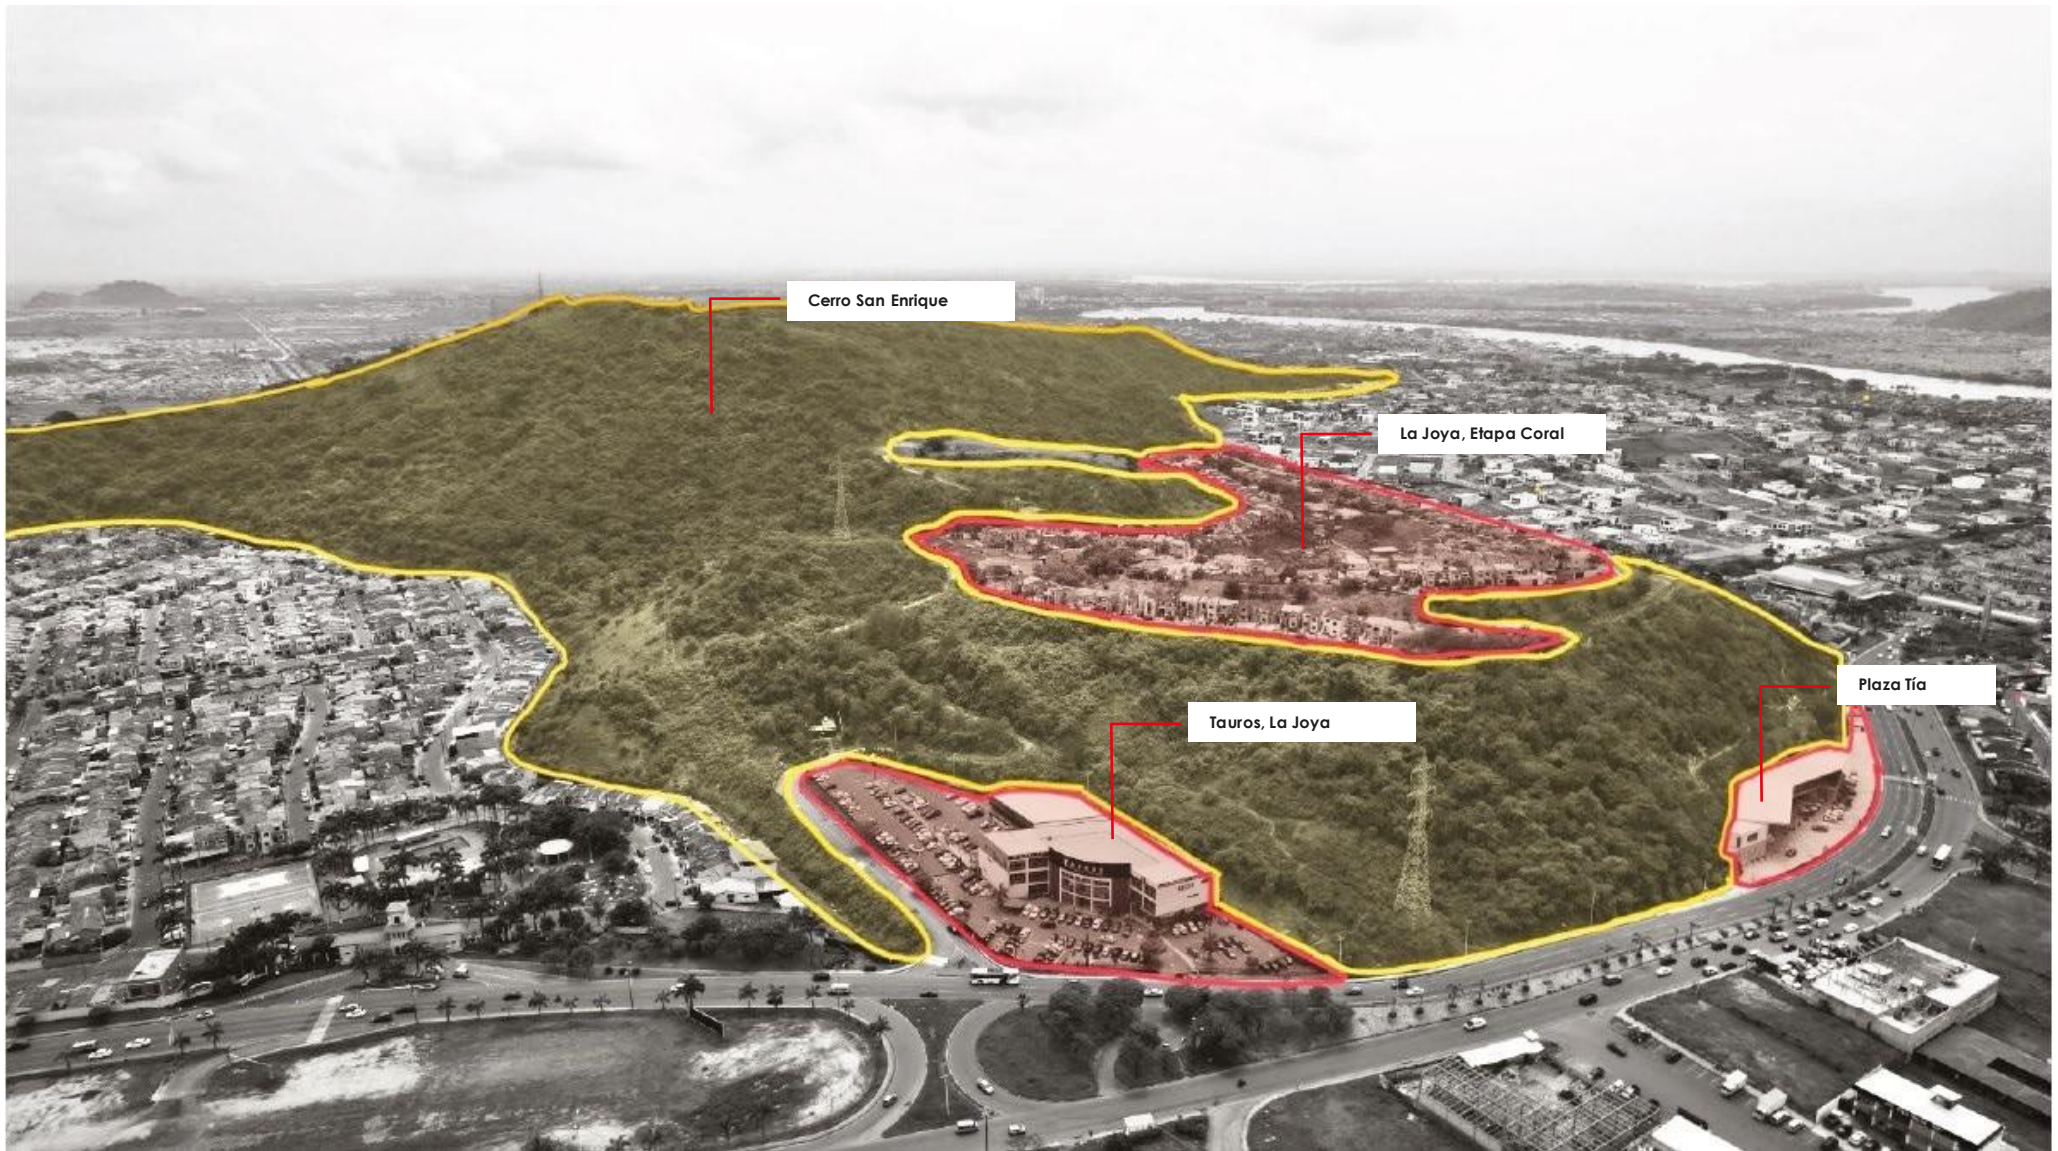 Cerro San Enrique
La Joya, Etapa Coral
Plaza Tía
Tauros, La Joya